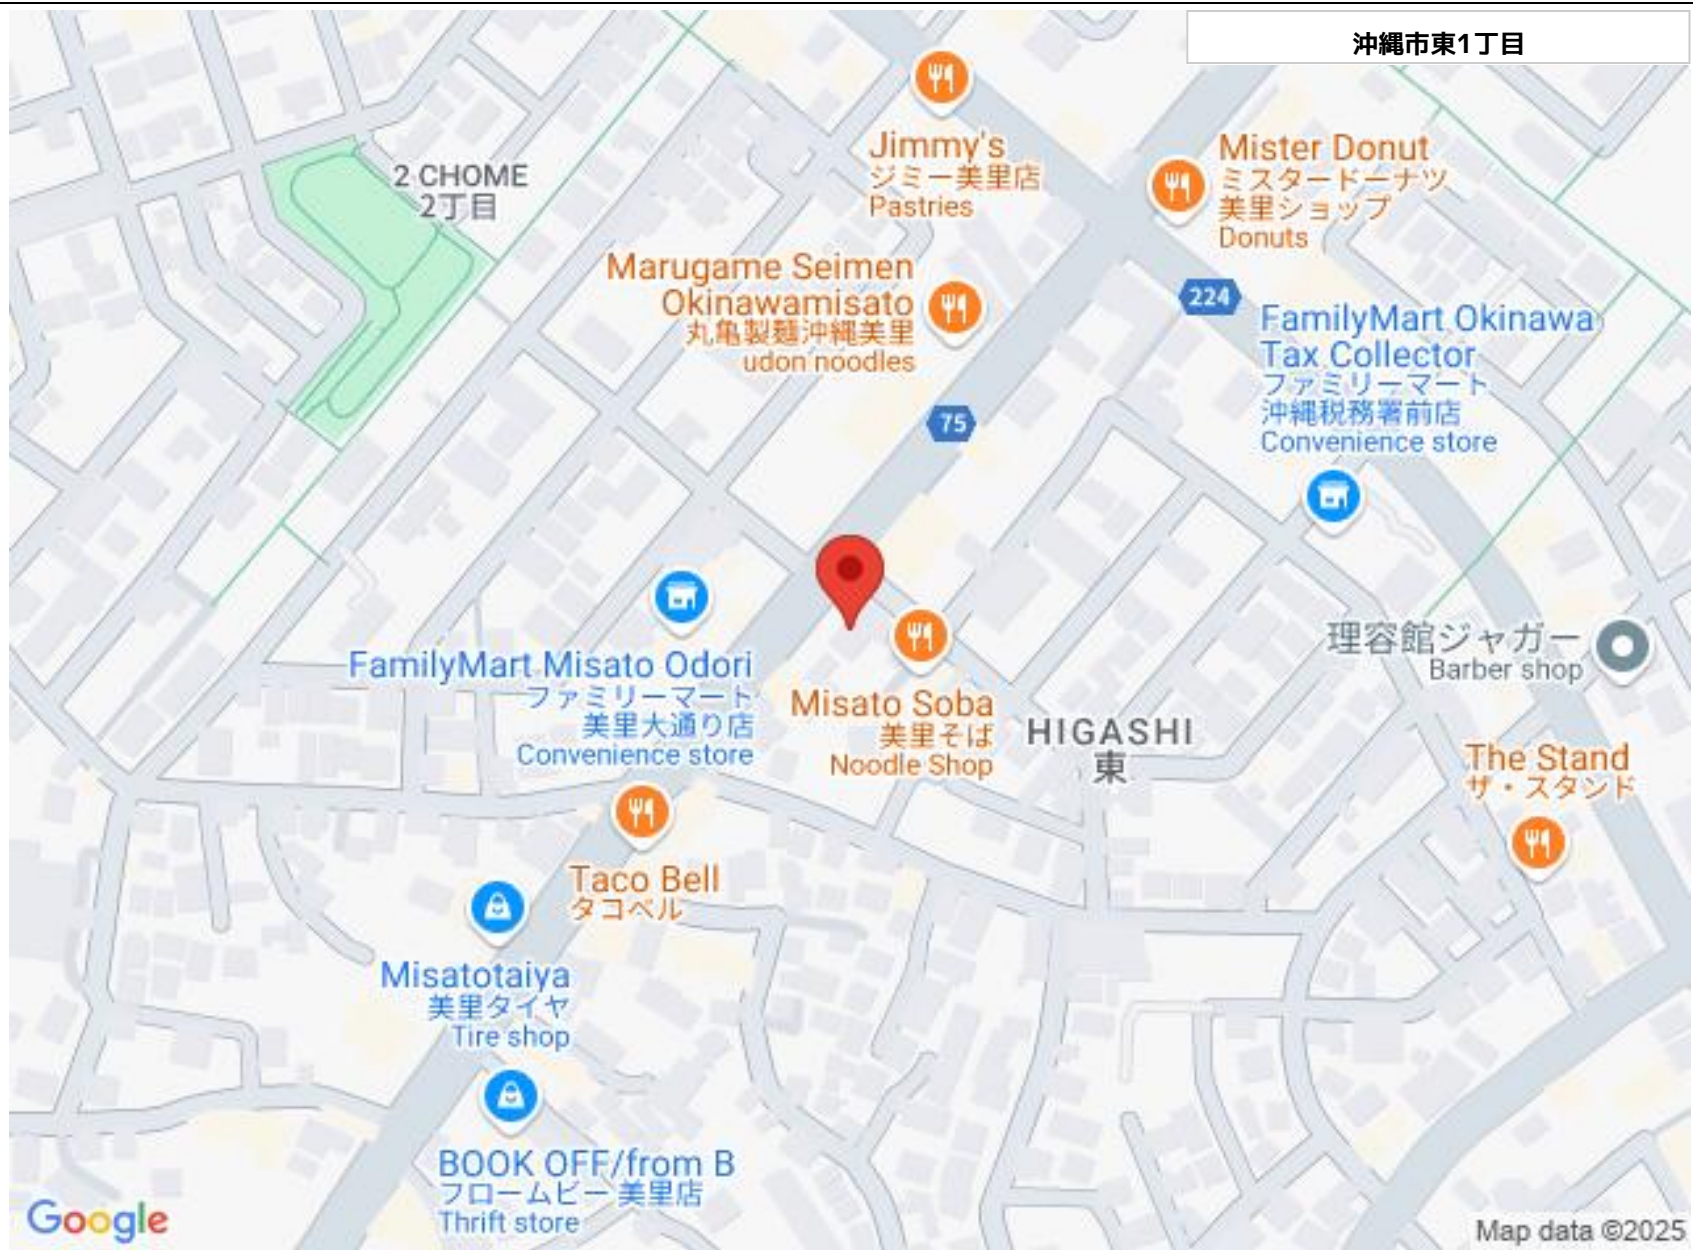 沖縄市東1丁目
Jimmy's
ジミー美里店
Pastries
Mister Donut
ミスタードーナツ
美里ショップ
Donuts
2 CHOME
2丁目
Marugame Seimen
Okinawamisato
丸亀製麺沖縄美里
udon noodles
224
FamilyMart Okinawa
Tax Collector
ファミリーマート
沖縄税務署前店
Convenience store
75
FamilyMart Misato Odori
ファミリーマート
美里大通り店
Convenience store
理容館ジャガー
Barber shop
Misato Soba
美里そば
Noodle Shop
HIGASHI
東
The Stand
ザ・スタンド
Taco Bell
タコベル
Misatotaiya
美里タイヤ
Tire shop
BOOK OFF/from B
フロームビー 美里店
Thrift store
Google
Map data ©2025